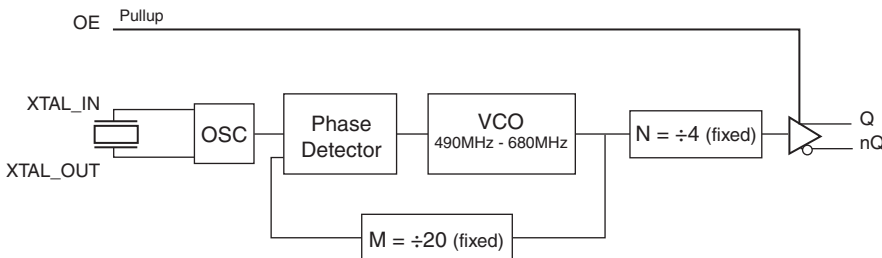 OE Pullup
XTAL_IN
OSC
XTAL_OUT
Phase
Detector
VCO
490MHz - 680MHz
N = ÷4 (fixed)
Q
nQ
M = ÷20 (fixed)